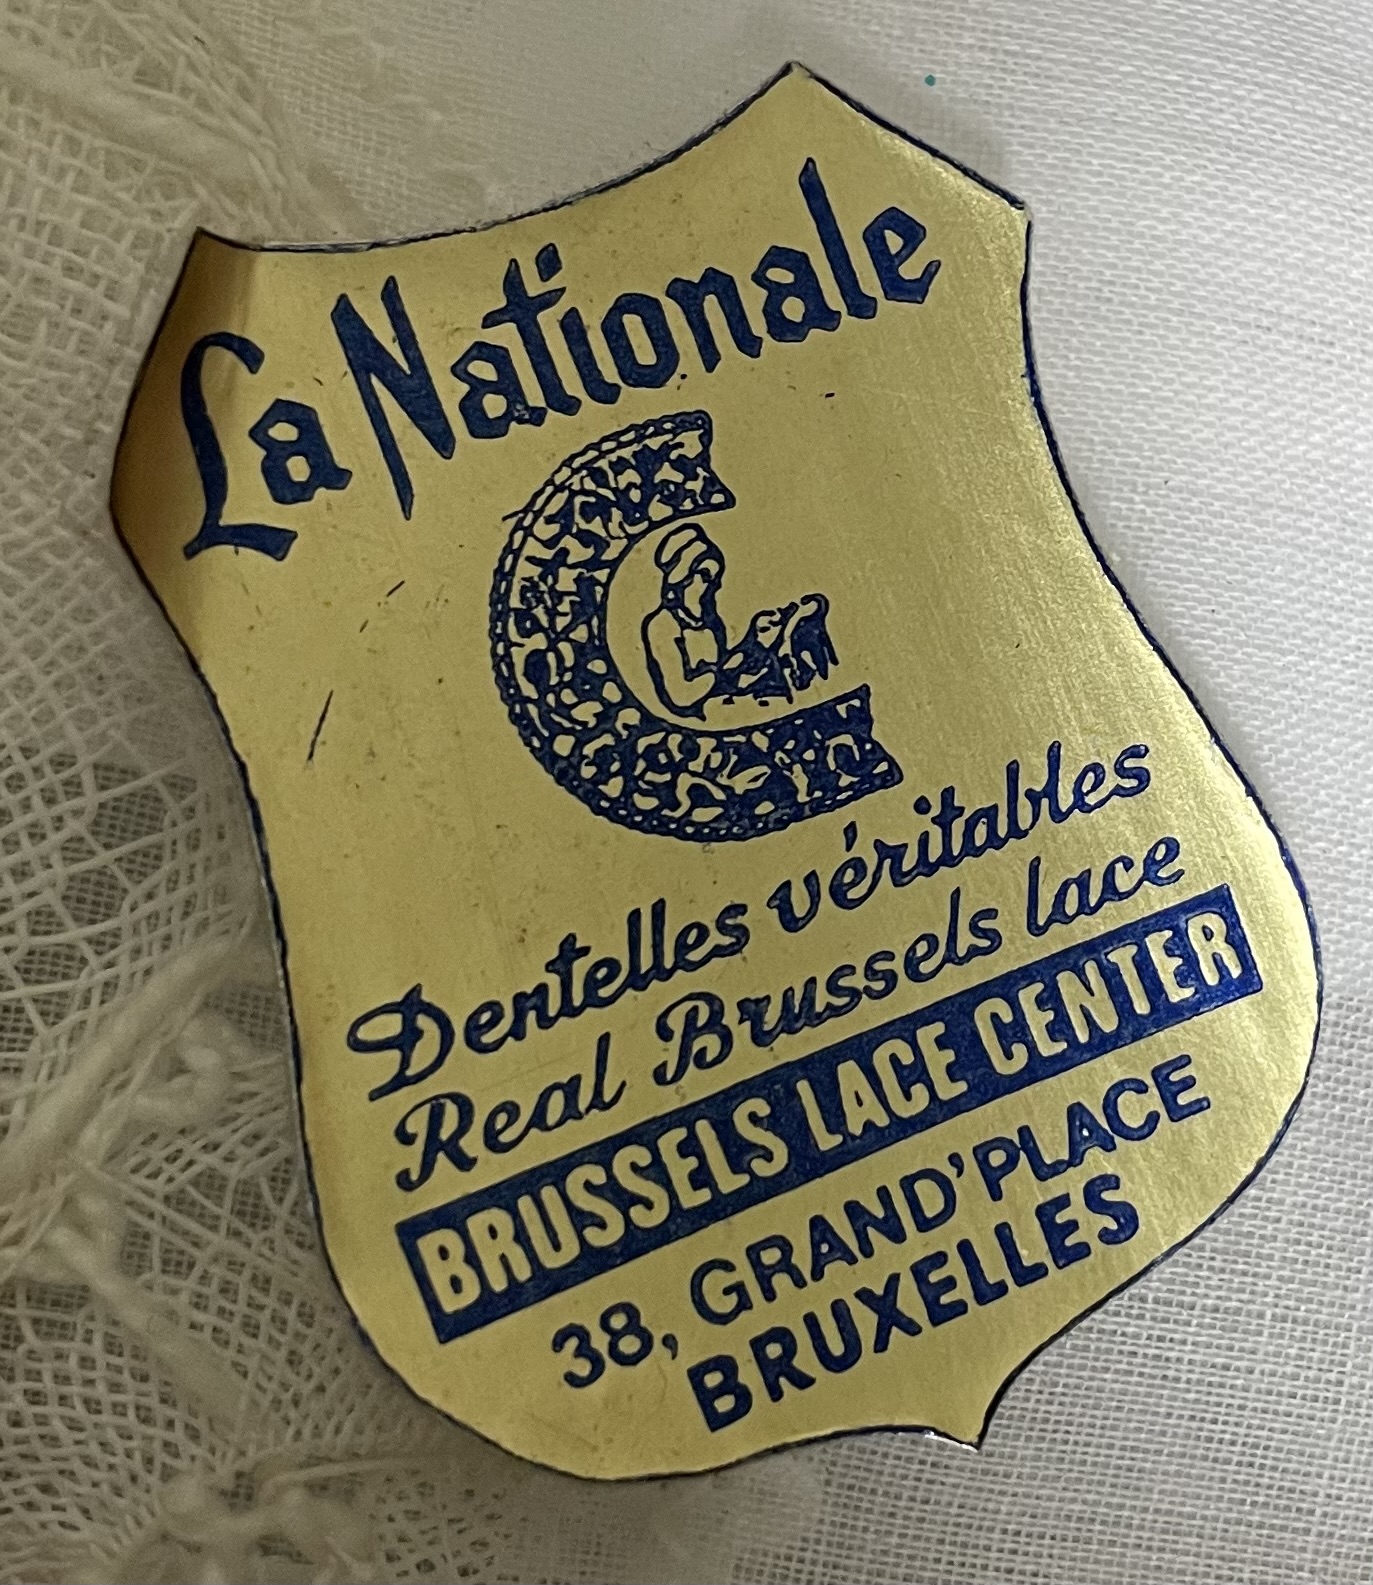 La Nationale
Dentelles véritables
Real Brussels lace
BRUSSELS LACE CENTER
38, GRAND'PLACE
BRUXELLES